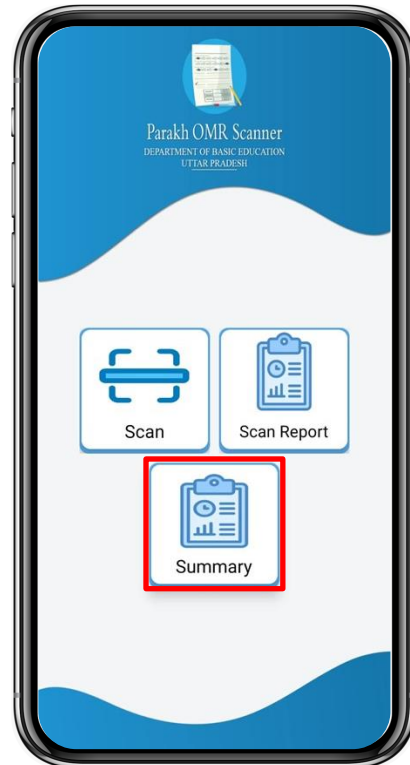 Parakh OMR Scanner
DEPARTMENT OF BASIC EDUCATION
UTTAR PRADESH
Scan
Scan Report
Summary